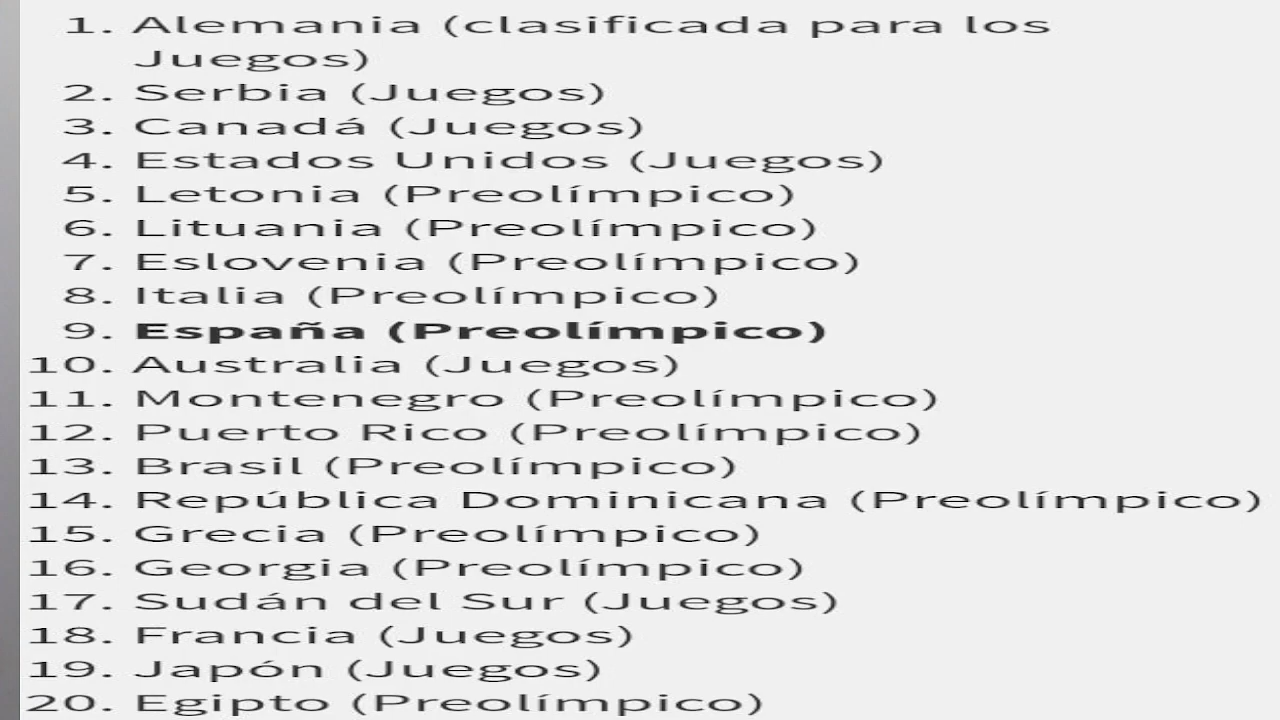 1. Alemania (clasificada para los
Juegos)
2. Serbia (Juegos)
3. Canadá (Juegos)
4. Estados Unidos (Juegos)
5. Letonia (Preolímpico)
6. Lituania (Preolímpico)
7. Eslovenia (Preolímpico)
8. Italia (Preolímpico)
9. España (Preolímpico)
10. Australia (Juegos)
11. Montenegro (Preolímpico)
12. Puerto Rico (Preolímpico)
13. Brasil (Preolímpico)
14. República Dominicana (Preolímpico)
15. Grecia (Preolímpico)
16. Georgia (Preolímpico)
17. Sudán del Sur (Juegos)
18. Francia (Juegos)
19. Japón (Juegos)
20. Egipto (Preolímpico)